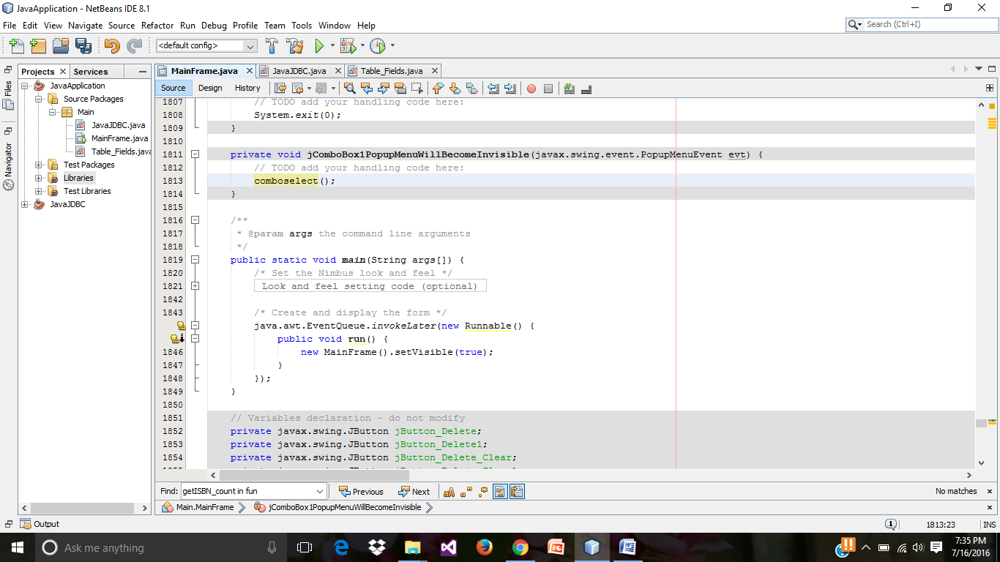 JavaApplication - NetBeans IDE 8.1
File Edit View Navigate Source Refactor Run Debug Profile Team Tools Window Help
Search (Ctrl+I)
<default config>
Files
Navigator
Projects
Services
JavaApplication
Source Packages
Main
JavaJDBC.java
MainFrame.java
Table_Fields.java
Test Packages
Libraries
Test Libraries
JavaJDBC
MainFrame.java
JavaJDBC.java
Table_Fields.java
Source Design History
1807 // TODO add your handling code here:
1808 System.exit(0);
1809 }
1810
1811 private void jComboBox1PopupMenuWillBecomeInvisible(javax.swing.event.PopupMenuEvent evt) {
1812 // TODO add your handling code here:
1813 comboselect();
1814 }
1815
1816 /**
1817 * @param args the command line arguments
1818 */
1819 public static void main(String args[]) {
1820 /* Set the Nimbus look and feel */
1821 Look and feel setting code (optional)
1842
1843 /* Create and display the form */
java.awt.EventQueue.invokeLater(new Runnable() {
public void run() {
1846 new MainFrame().setVisible(true);
1847 }
1848 });
1849 }
1850
1851 // Variables declaration - do not modify
1852 private javax.swing.JButton jButton_Delete;
1853 private javax.swing.JButton jButton_Delete1;
1854 private javax.swing.JButton jButton_Delete_Clear;
Find: getISBN_count in fun
Previous
Next
No matches
Main.MainFrame
jComboBox1PopupMenuWillBecomeInvisible
Output
1
1813:23
INS
Ask me anything
7:35 PM
7/16/2016